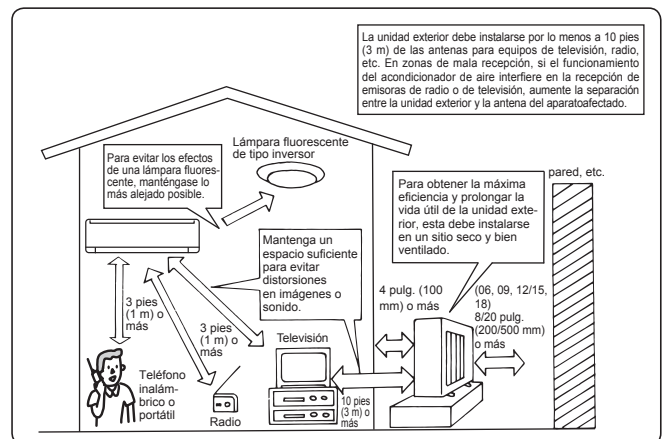 La unidad exterior debe instalarse por lo menos a 10 pies
(3 m) de las antenas para equipos de televisión, radio,
etc. En zonas de mala recepción, si el funcionamiento
del acondicionador de aire interfiere en la recepción de
emisoras de radio o de televisión, aumente la separación
entre la unidad exterior y la antena del aparatoafectado.
Lámpara fluorescente
de tipo inversor
Para evitar los efectos
de una lámpara fluores-
cente, manténgase lo
más alejado posible.
pared, etc.
Para obtener la máxima
eficiencia y prolongar la
vida útil de la unidad exte-
rior, esta debe instalarse
en un sitio seco y bien
ventilado.
Mantenga un
espacio suficiente
para evitar
distorsiones
en imágenes o
sonido.
4 pulg. (100
mm) o más
(06, 09, 12/15,
18)
8/20 pulg.
(200/500 mm)
o más
3 pies
(1 m) o
más
3 pies
(1 m) o
más
Televisión
Teléfono
inalám-
brico o
portátil
Radio
10 pies
(3 m) o
más